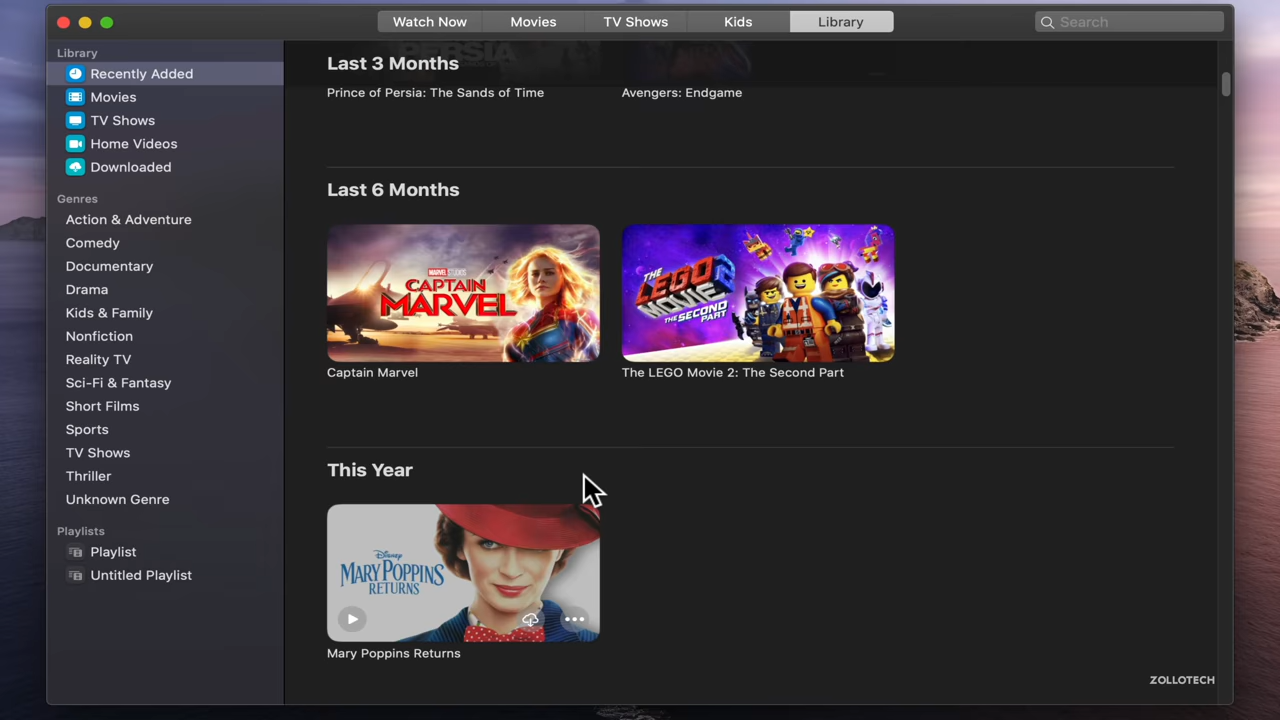 Watch Now Movies TV Shows Kids Library
Search
Library
Recently Added
Movies
TV Shows
Home Videos
Downloaded
Genres
Action & Adventure
Comedy
Documentary
Drama
Kids & Family
Nonfiction
Reality TV
Sci-Fi & Fantasy
Short Films
Sports
TV Shows
Thriller
Unknown Genre
Playlists
Playlist
Untitled Playlist
PERSIA
Last 3 Months
Prince of Persia: The Sands of Time
Avengers: Endgame
Last 6 Months
MARVEL STUDIOS
CAPTAIN
MARVEL
THE
LEGO
MOVIE 2
THE SECOND
PART
Captain Marvel
The LEGO Movie 2: The Second Part
This Year
Disney
MARY POPPINS
RETURNS
Mary Poppins Returns
ZOLLOTECH